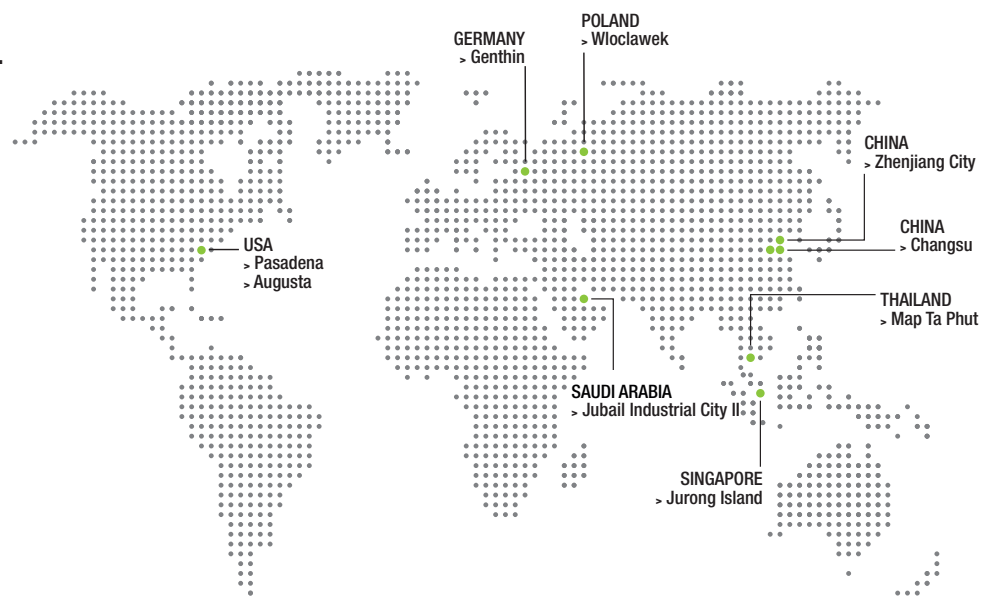 POLAND
> Wloclawek
GERMANY
> Genthin
CHINA
> Zhenjiang City
CHINA
> Changsu
USA
> Pasadena
> Augusta
THAILAND
> Map Ta Phut
SAUDI ARABIA
> Jubail Industrial City II
SINGAPORE
> Jurong Island